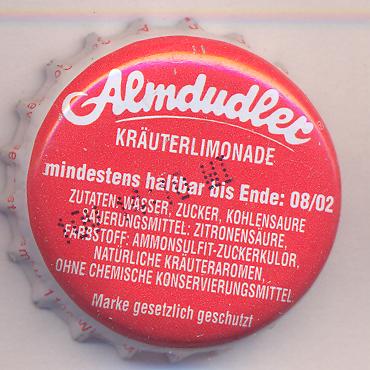 Almdudler
KRÄUTERLIMONADE
mindestens haltbar bis Ende: 08/02
ZUTATEN: WASSER, ZUCKER, KOHLENSÄURE
SÄUERUNGSMITTEL: ZITRONENSÄURE,
FARBSTOFF: AMMONSULFIT-ZUCKERKULÖR,
NATÜRLICHE KRÄUTERAROMEN,
OHNE CHEMISCHE KONSERVIERUNGSMITTEL
Marke gesetzlich geschützt